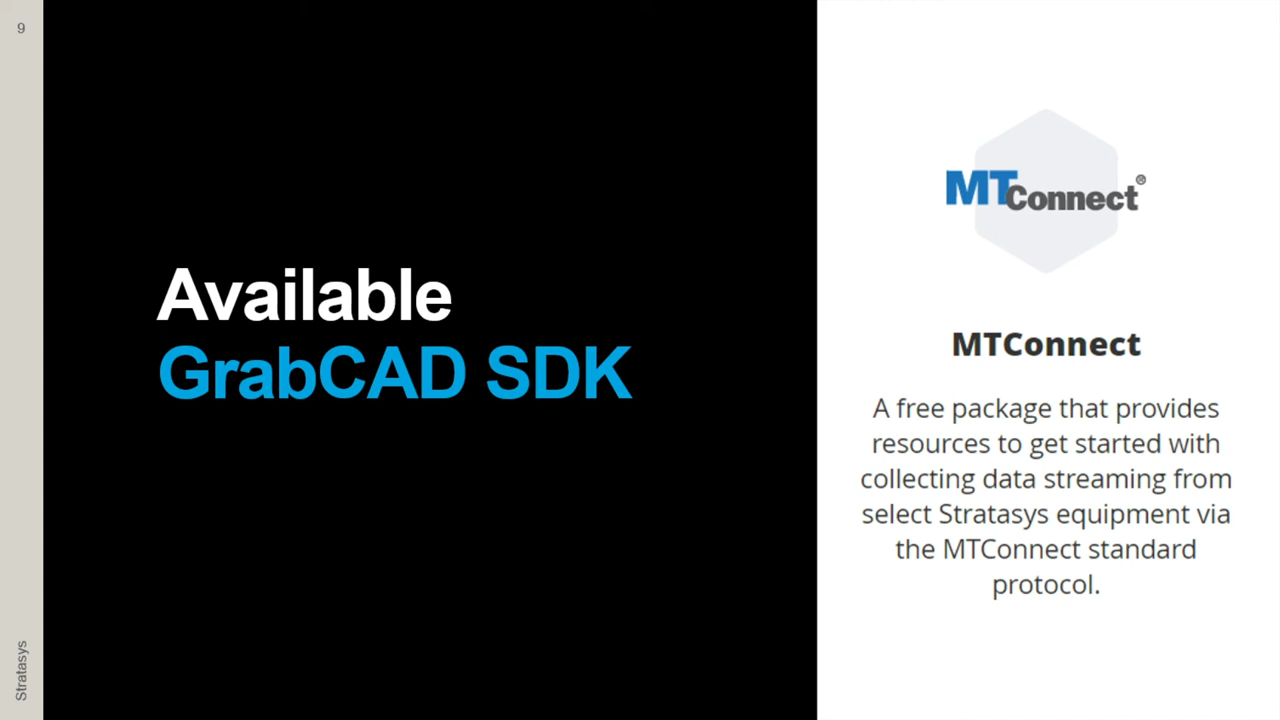 9
Available
GrabCAD SDK
MTConnect®
MTConnect
A free package that provides
resources to get started with
collecting data streaming from
select Stratasys equipment via
the MTConnect standard
protocol.
Stratasys